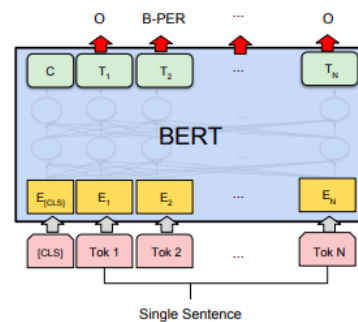 O B-PER ... O
C T1 T2 ... TN
BERT
E[CLS] E1 E2 ... EN
[CLS] Tok 1 Tok 2 ... Tok N
Single Sentence